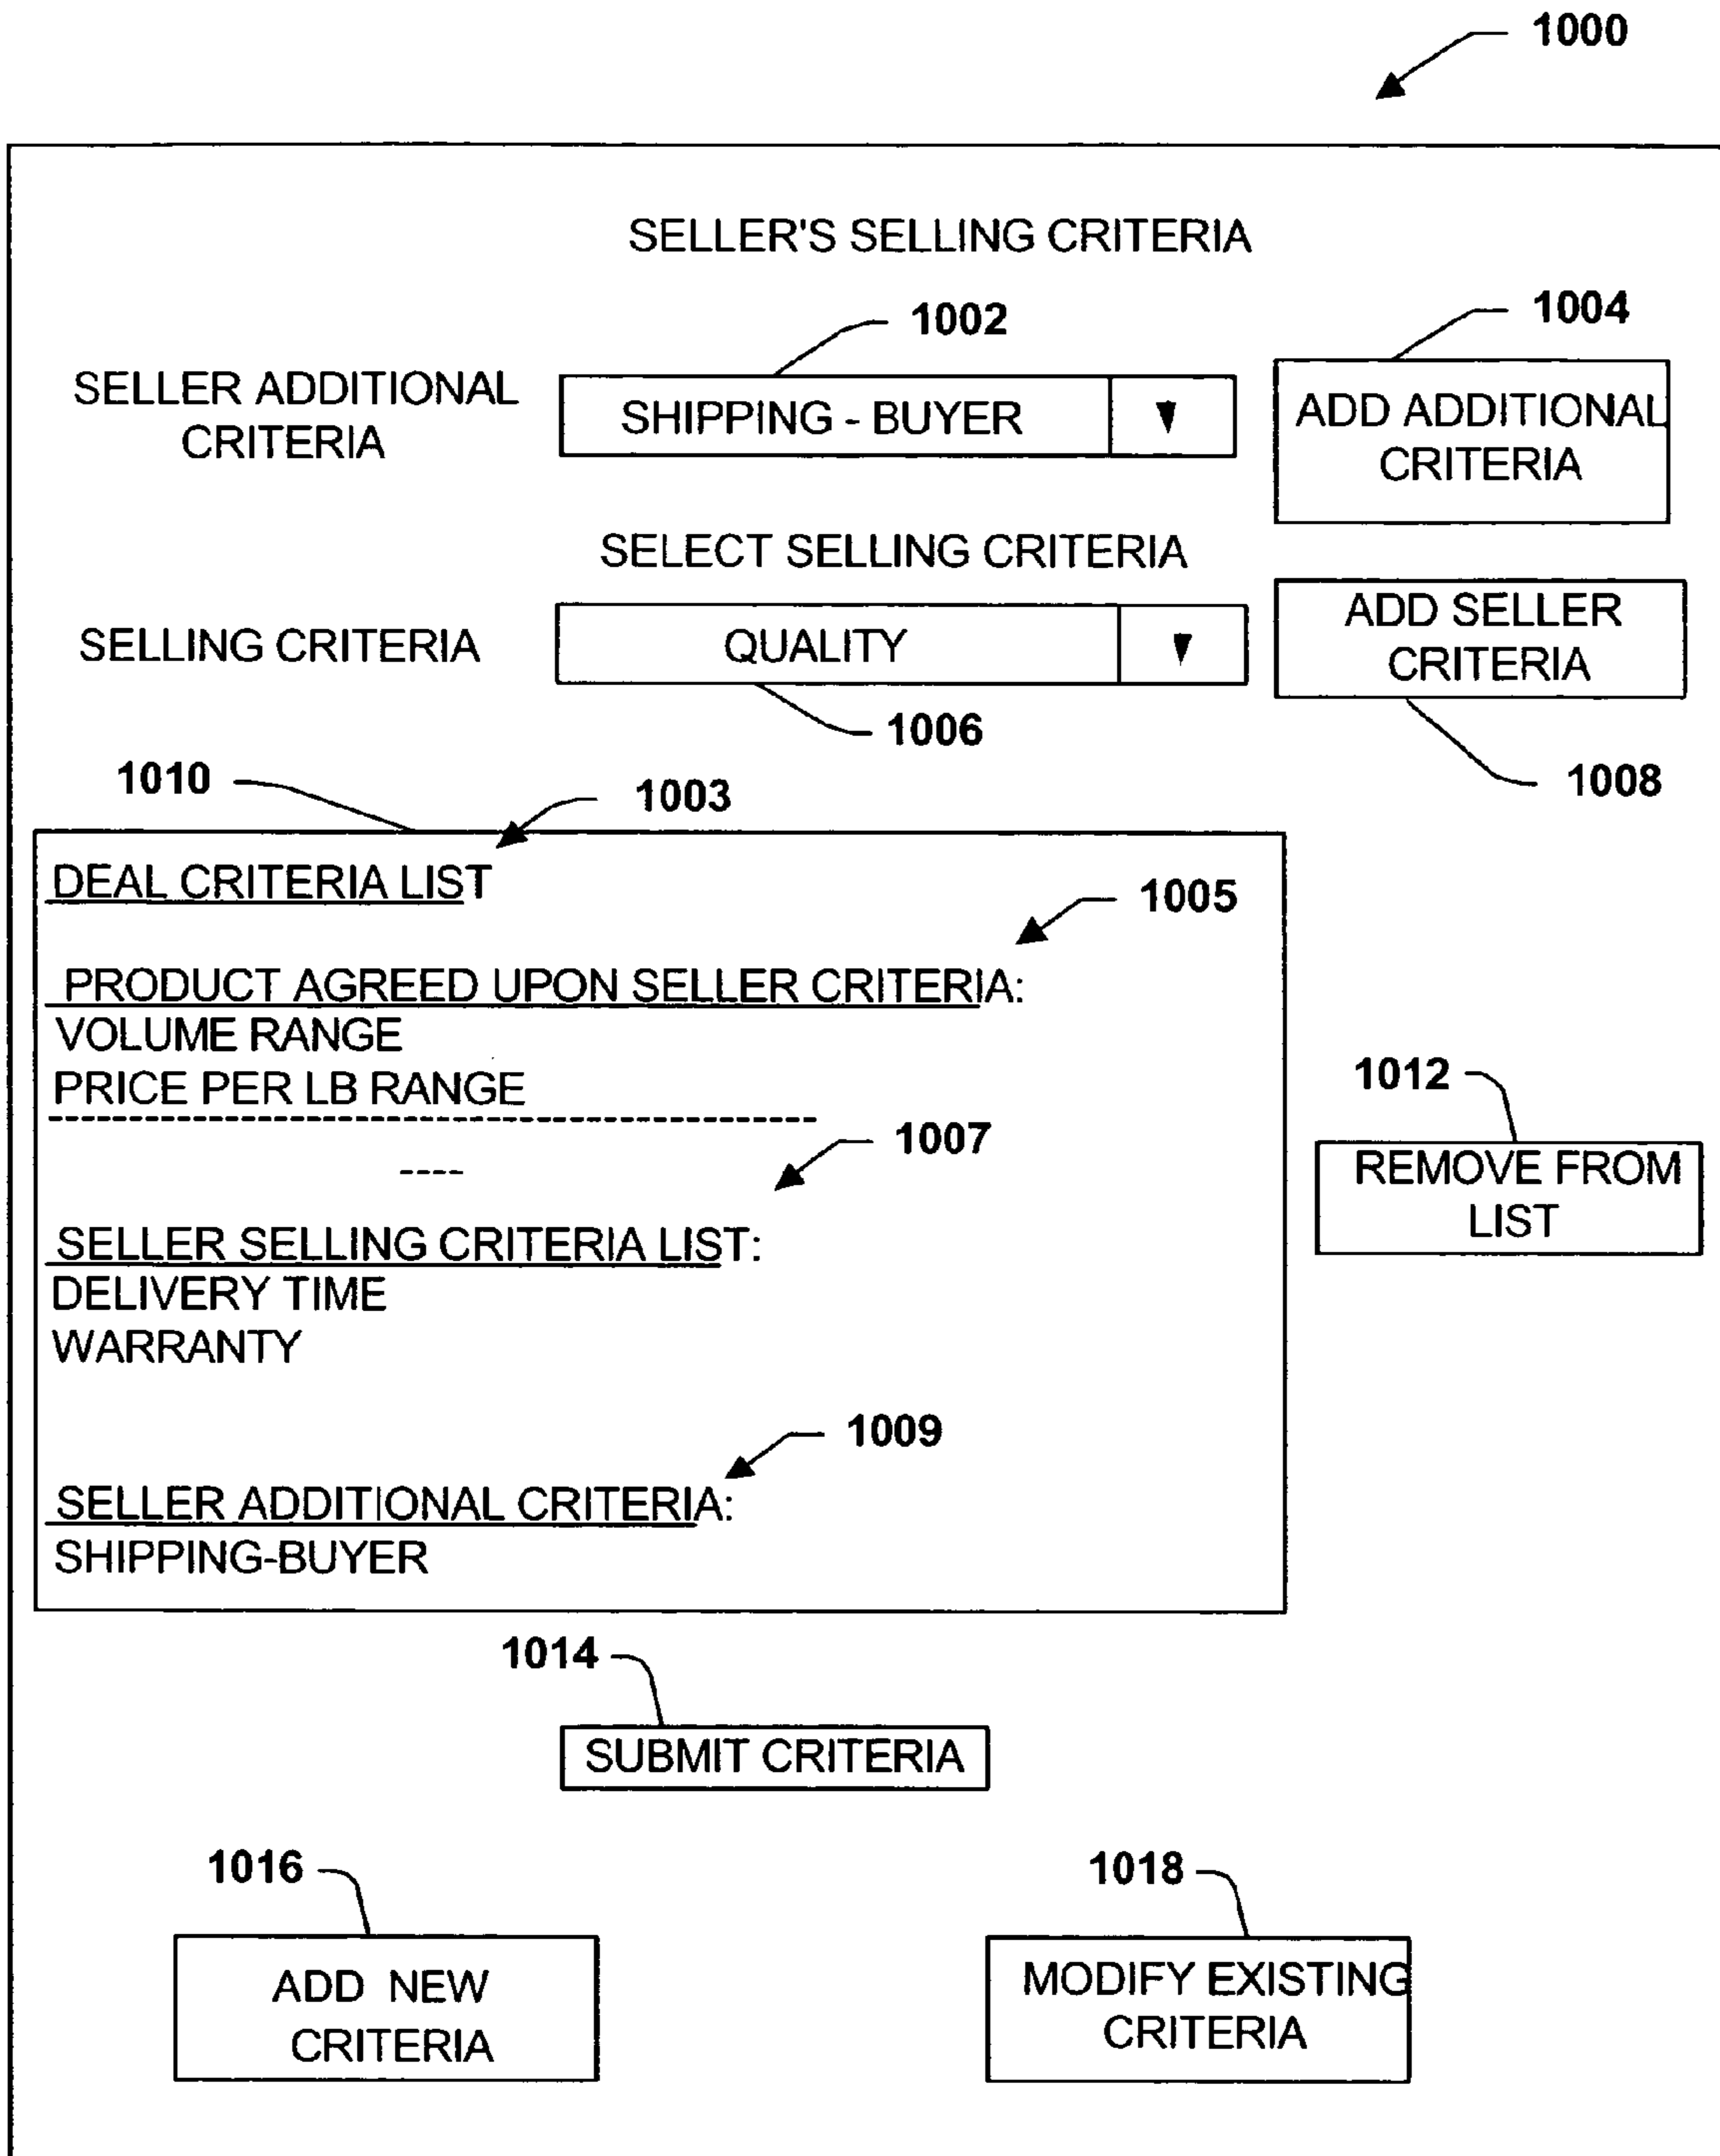 1000
SELLER'S SELLING CRITERIA
1002
1004
SELLER ADDITIONAL
CRITERIA
SHIPPING - BUYER
ADD ADDITIONAL
CRITERIA
SELECT SELLING CRITERIA
SELLING CRITERIA
QUALITY
ADD SELLER
CRITERIA
1006
1008
1010
1003
DEAL CRITERIA LIST
1005
PRODUCT AGREED UPON SELLER CRITERIA:
VOLUME RANGE
PRICE PER LB RANGE
1012
1007
REMOVE FROM
LIST
SELLER SELLING CRITERIA LIST:
DELIVERY TIME
WARRANTY
1009
SELLER ADDITIONAL CRITERIA:
SHIPPING-BUYER
1014
SUBMIT CRITERIA
1016
1018
ADD NEW
CRITERIA
MODIFY EXISTING
CRITERIA